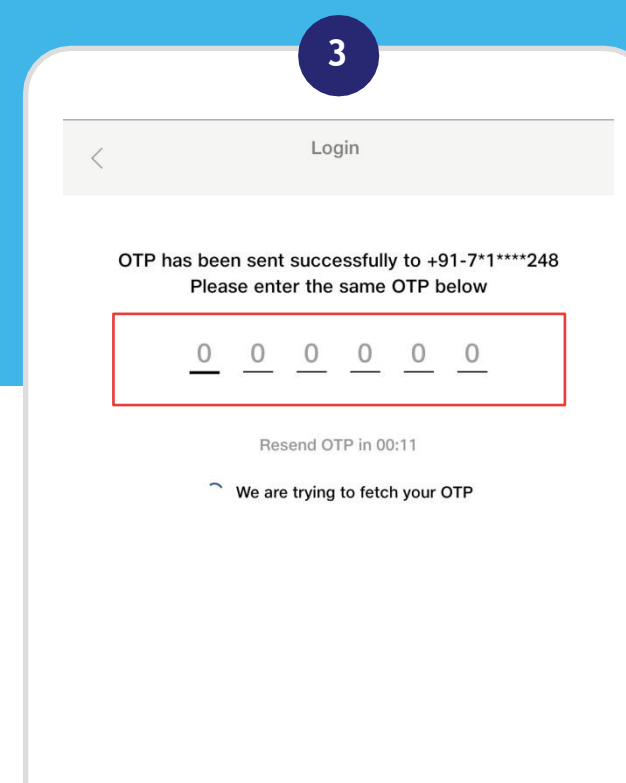 3
Login
OTP has been sent successfully to +91-7*1****248
Please enter the same OTP below
0 0 0 0 0 0
Resend OTP in 00:11
We are trying to fetch your OTP